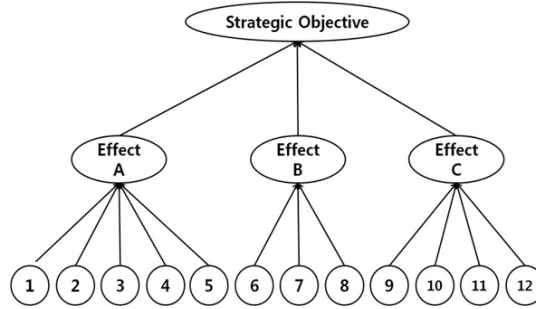 Strategic Objective
Effect
A
Effect
B
Effect
C
1 2 3 4 5 6 7 8 9 10 11 12